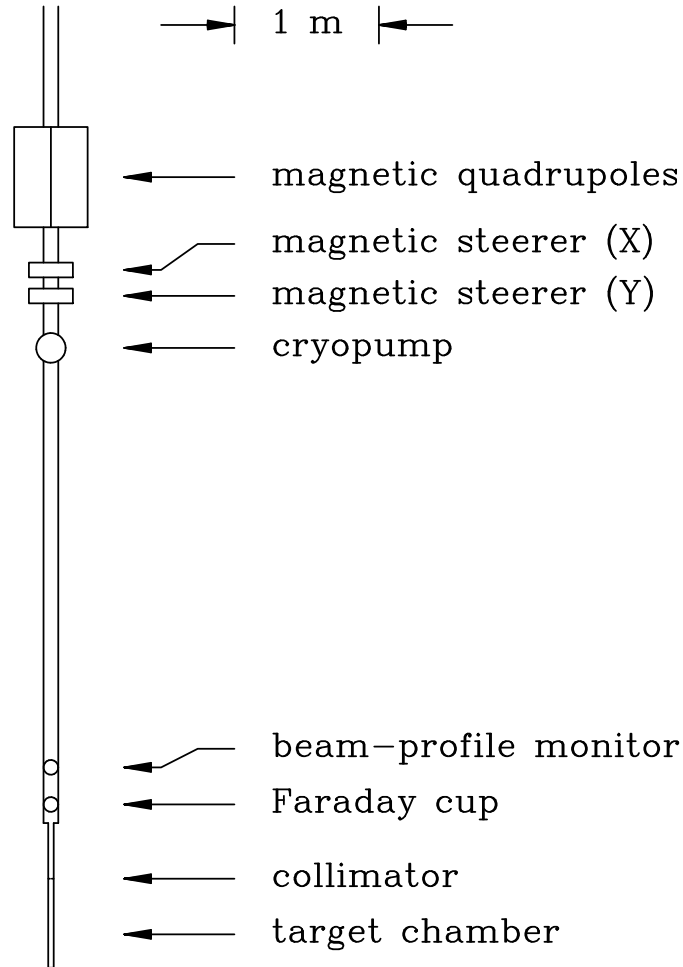 1 m
magnetic quadrupoles
magnetic steerer (X)
magnetic steerer (Y)
cryopump
beam−profile monitor
Faraday cup
collimator
target chamber